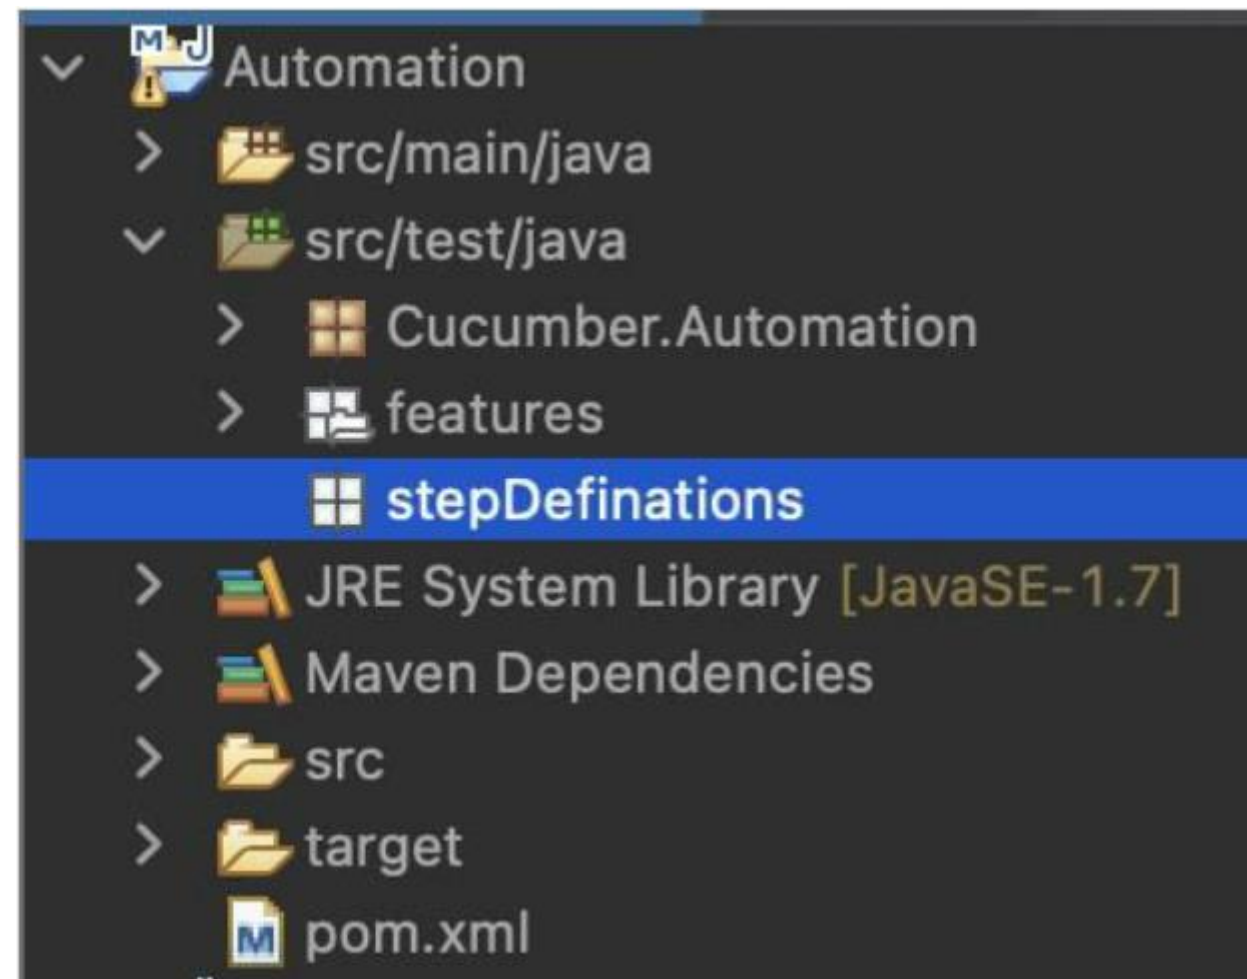 Automation
src/main/java
src/test/java
Cucumber.Automation
features
stepDefinations
JRE System Library [JavaSE-1.7]
Maven Dependencies
src
target
pom.xml